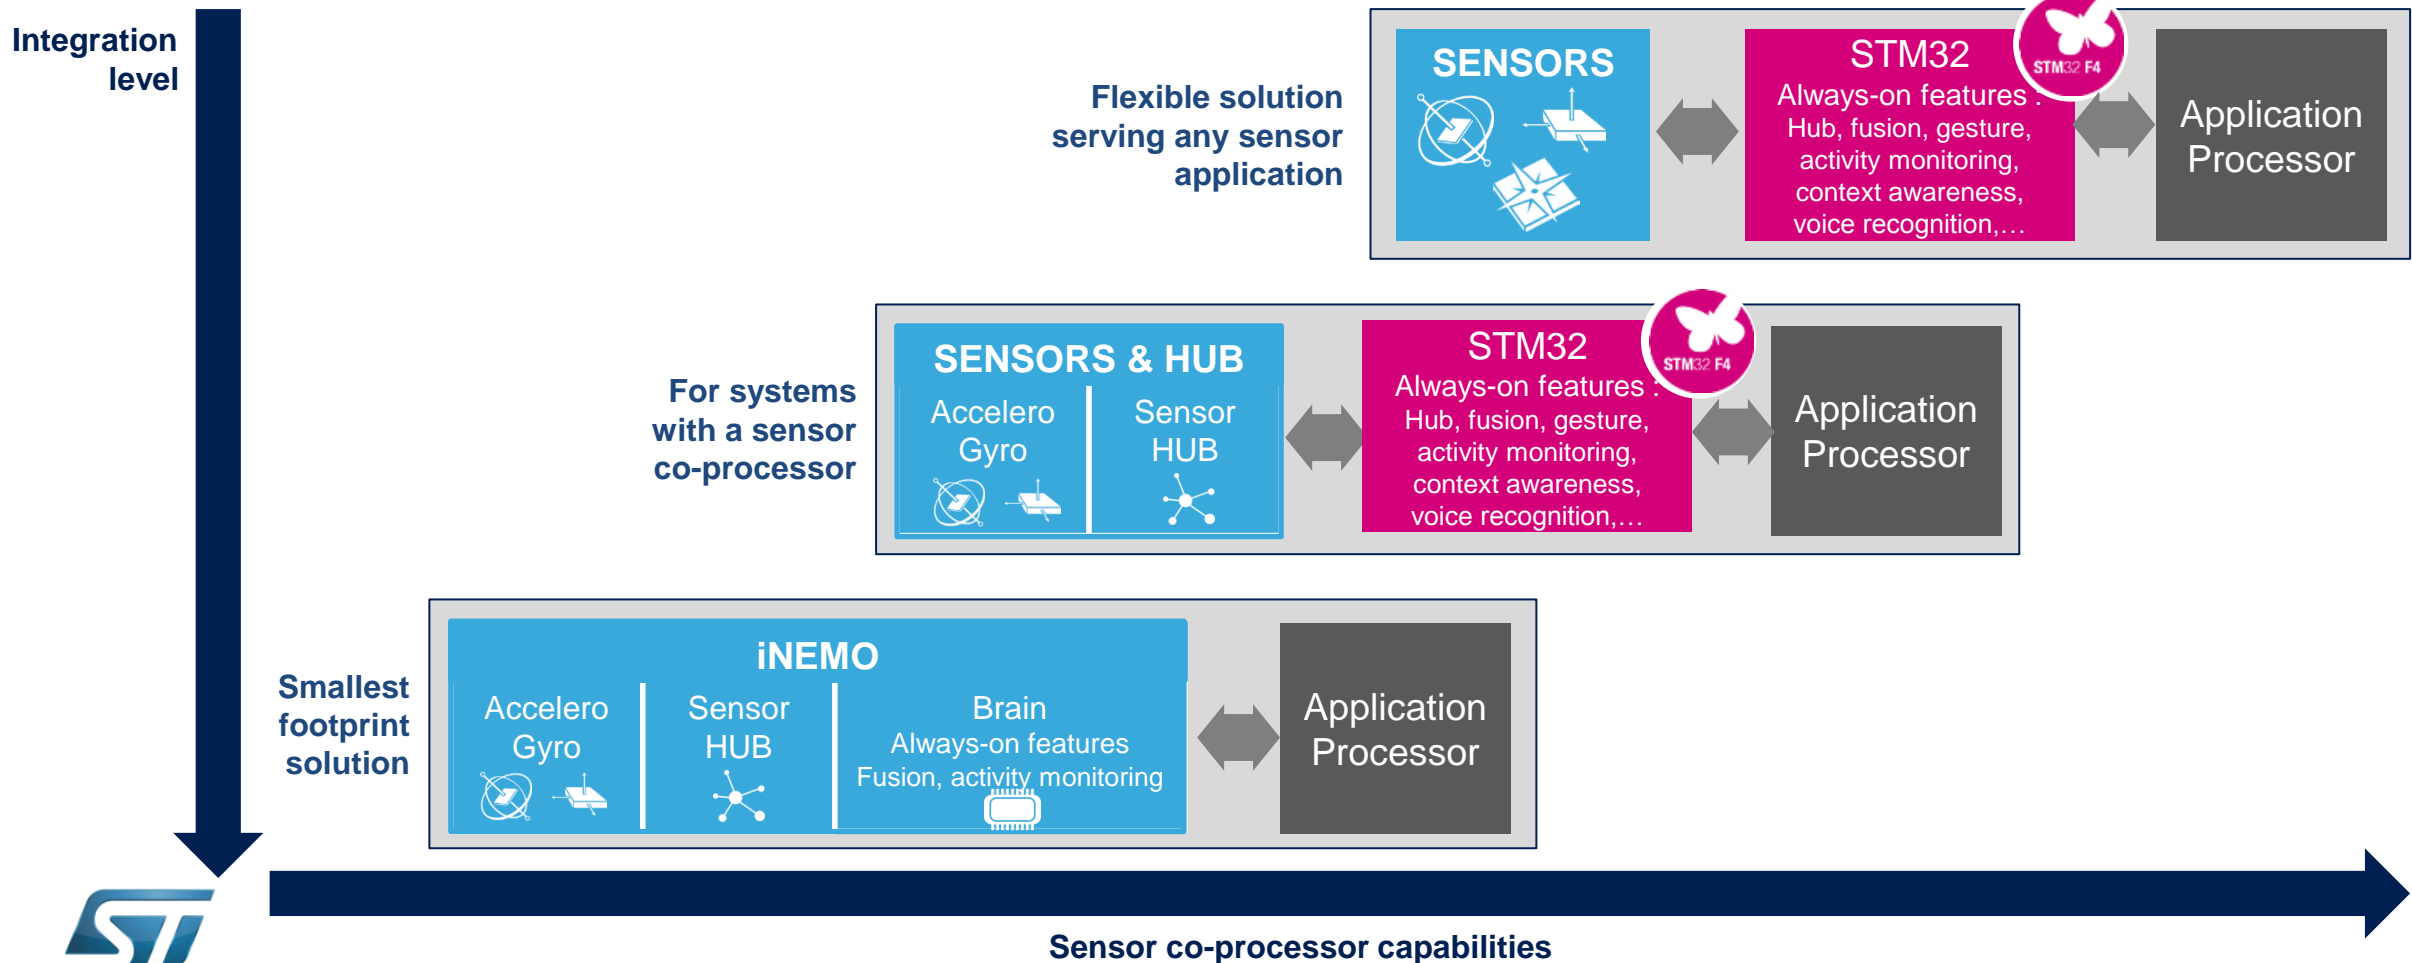 Integration
level
Flexible solution
serving any sensor
application
SENSORS
STM32
Always-on features :
Hub, fusion, gesture,
activity monitoring,
context awareness,
voice recognition,...
STM32 F4
Application
Processor
For systems
with a sensor
co-processor
SENSORS & HUB
Accelero
Gyro
Sensor
HUB
STM32
Always-on features :
Hub, fusion, gesture,
activity monitoring,
context awareness,
voice recognition,...
STM32 F4
Application
Processor
Smallest
footprint
solution
iNEMO
Accelero
Gyro
Sensor
HUB
Brain
Always-on features
Fusion, activity monitoring
Application
Processor
ST
Sensor co-processor capabilities